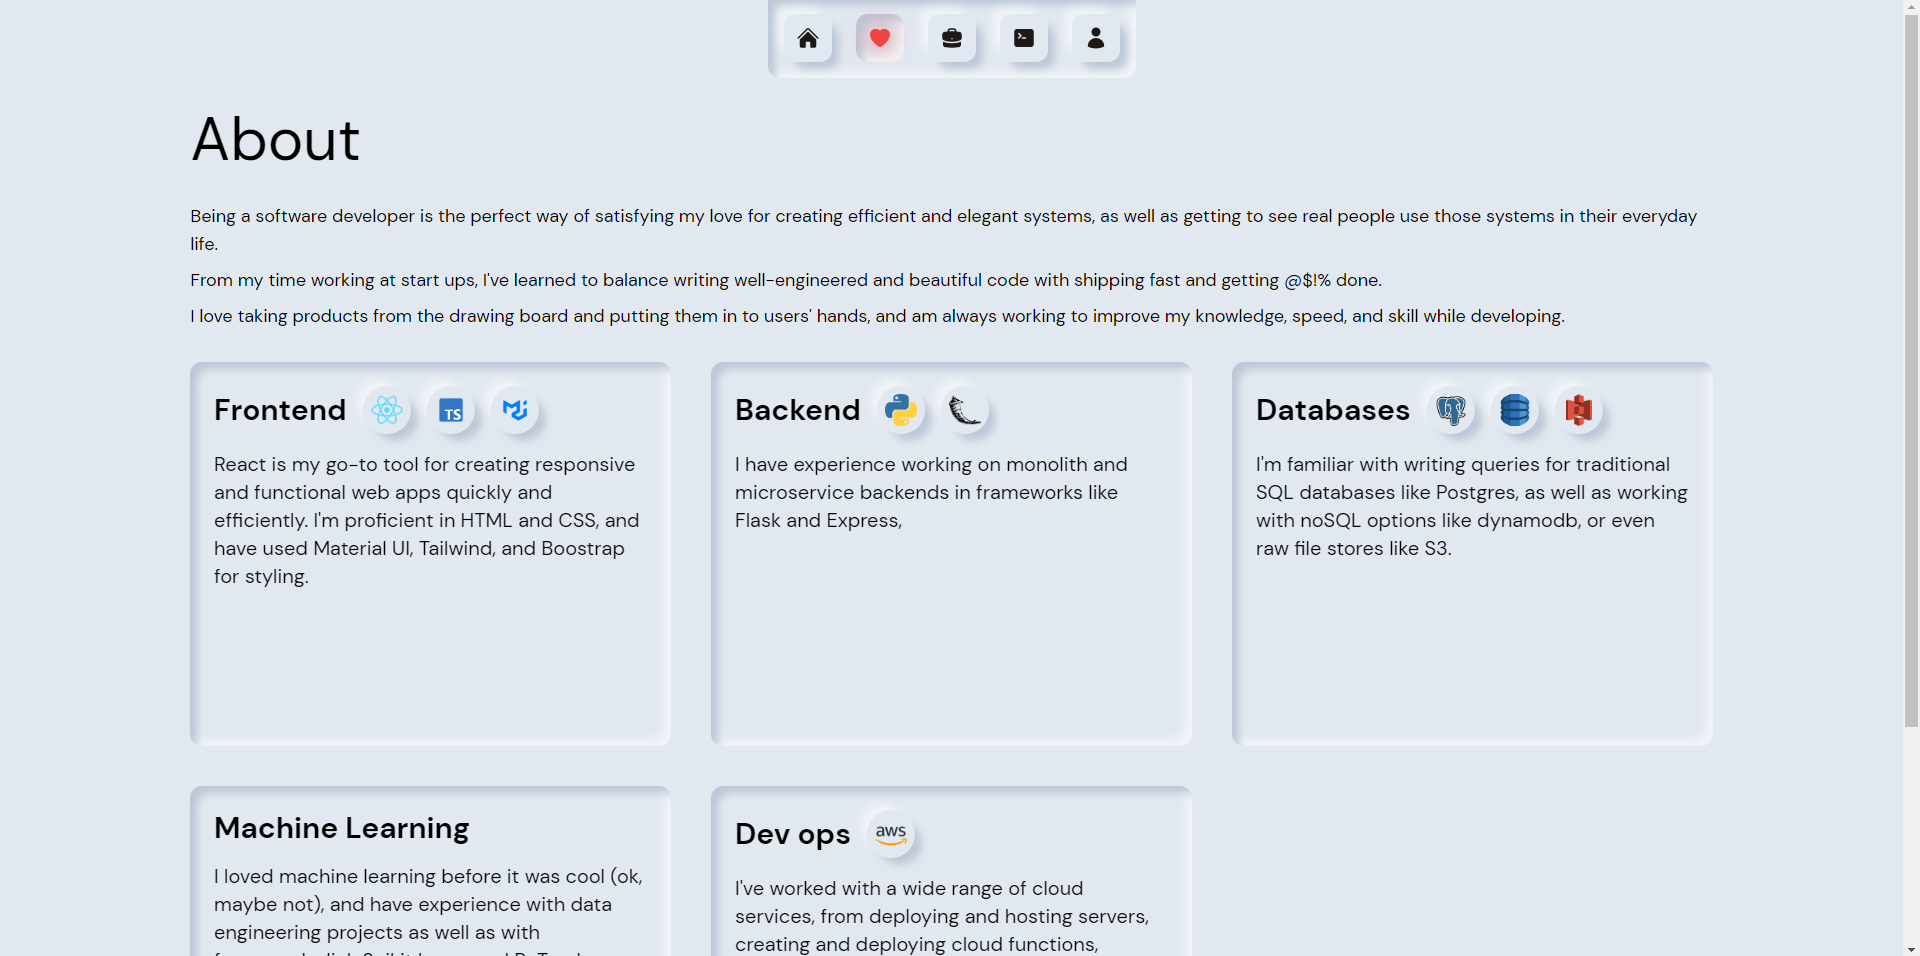 About
Being a software developer is the perfect way of satisfying my love for creating efficient and elegant systems, as well as getting to see real people use those systems in their everyday
life.
From my time working at start ups, I've learned to balance writing well-engineered and beautiful code with shipping fast and getting @$!% done.
I love taking products from the drawing board and putting them in to users' hands, and am always working to improve my knowledge, speed, and skill while developing.
Frontend
TS
React is my go-to tool for creating responsive
and functional web apps quickly and
efficiently. I'm proficient in HTML and CSS, and
have used Material UI, Tailwind, and Boostrap
for styling.
Backend
I have experience working on monolith and
microservice backends in frameworks like
Flask and Express,
Databases
I'm familiar with writing queries for traditional
SQL databases like Postgres, as well as working
with noSQL options like dynamodb, or even
raw file stores like S3.
Machine Learning
I loved machine learning before it was cool (ok,
maybe not), and have experience with data
engineering projects as well as with
Dev ops
aws
I've worked with a wide range of cloud
services, from deploying and hosting servers,
creating and deploying cloud functions,